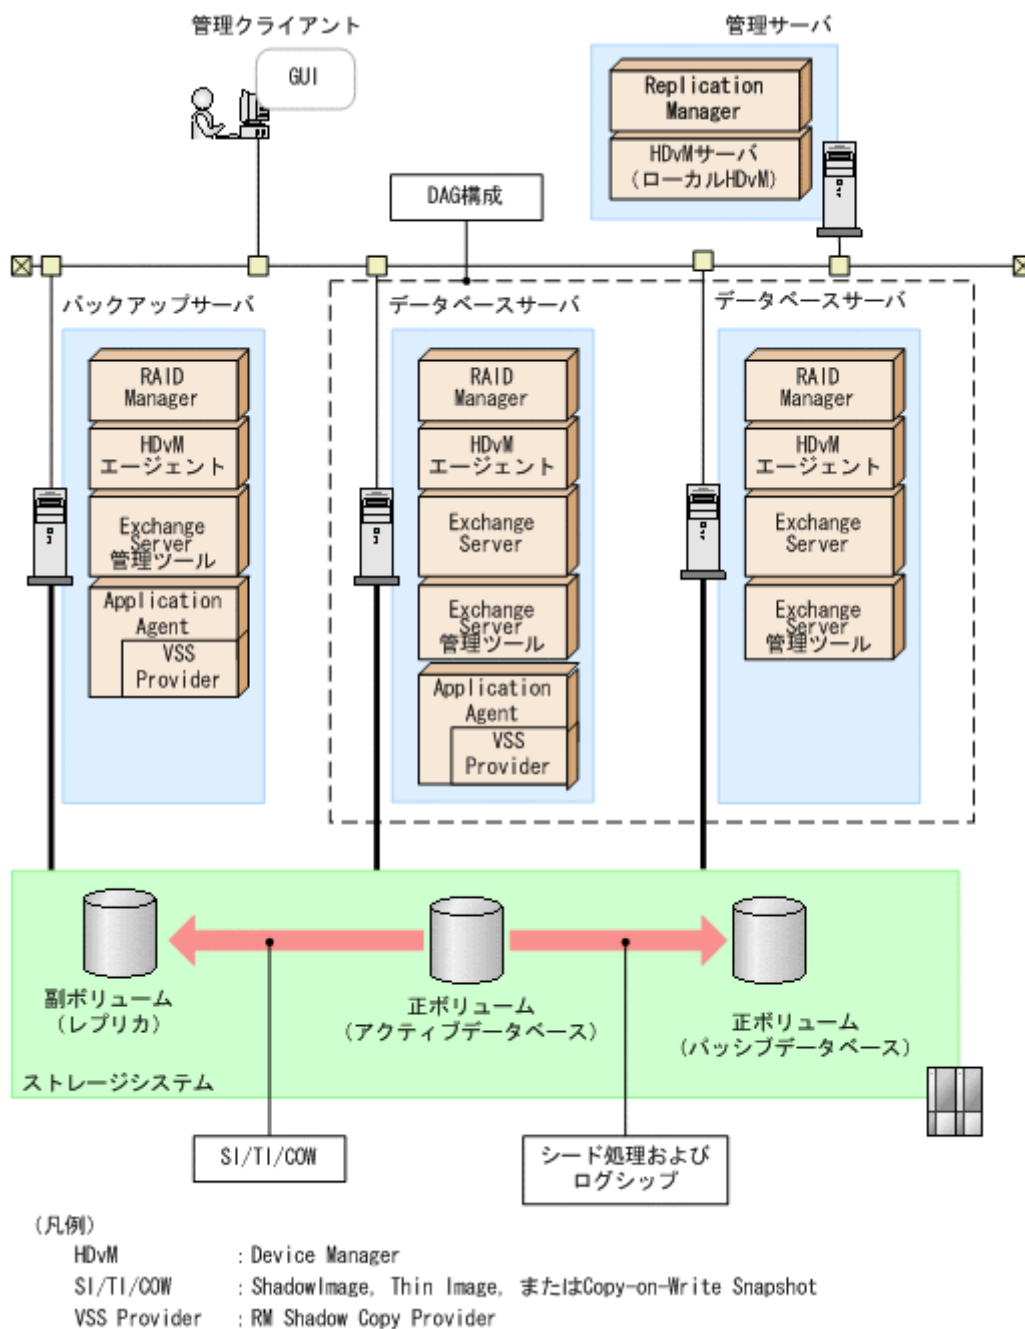 管理クライアント
GUI
管理サーバ
Replication
Manager
HDvMサーバ
(ローカルHDvM)
DAG構成
バックアップサーバ
RAID
Manager
HDvM
エージェント
Exchange
Server
管理ツール
Application
Agent
VSS
Provider
データベースサーバ
RAID
Manager
HDvM
エージェント
Exchange
Server
Exchange
Server
管理ツール
Application
Agent
VSS
Provider
データベースサーバ
RAID
Manager
HDvM
エージェント
Exchange
Server
Exchange
Server
管理ツール
副ボリューム
(レプリカ)
正ボリューム
(アクティブデータベース)
正ボリューム
(パッシブデータベース)
ストレージシステム
SI/TI/COW
シード処理および
ログシップ
(凡例)
HDvM : Device Manager
SI/TI/COW : ShadowImage, Thin Image, またはCopy-on-Write Snapshot
VSS Provider : RM Shadow Copy Provider